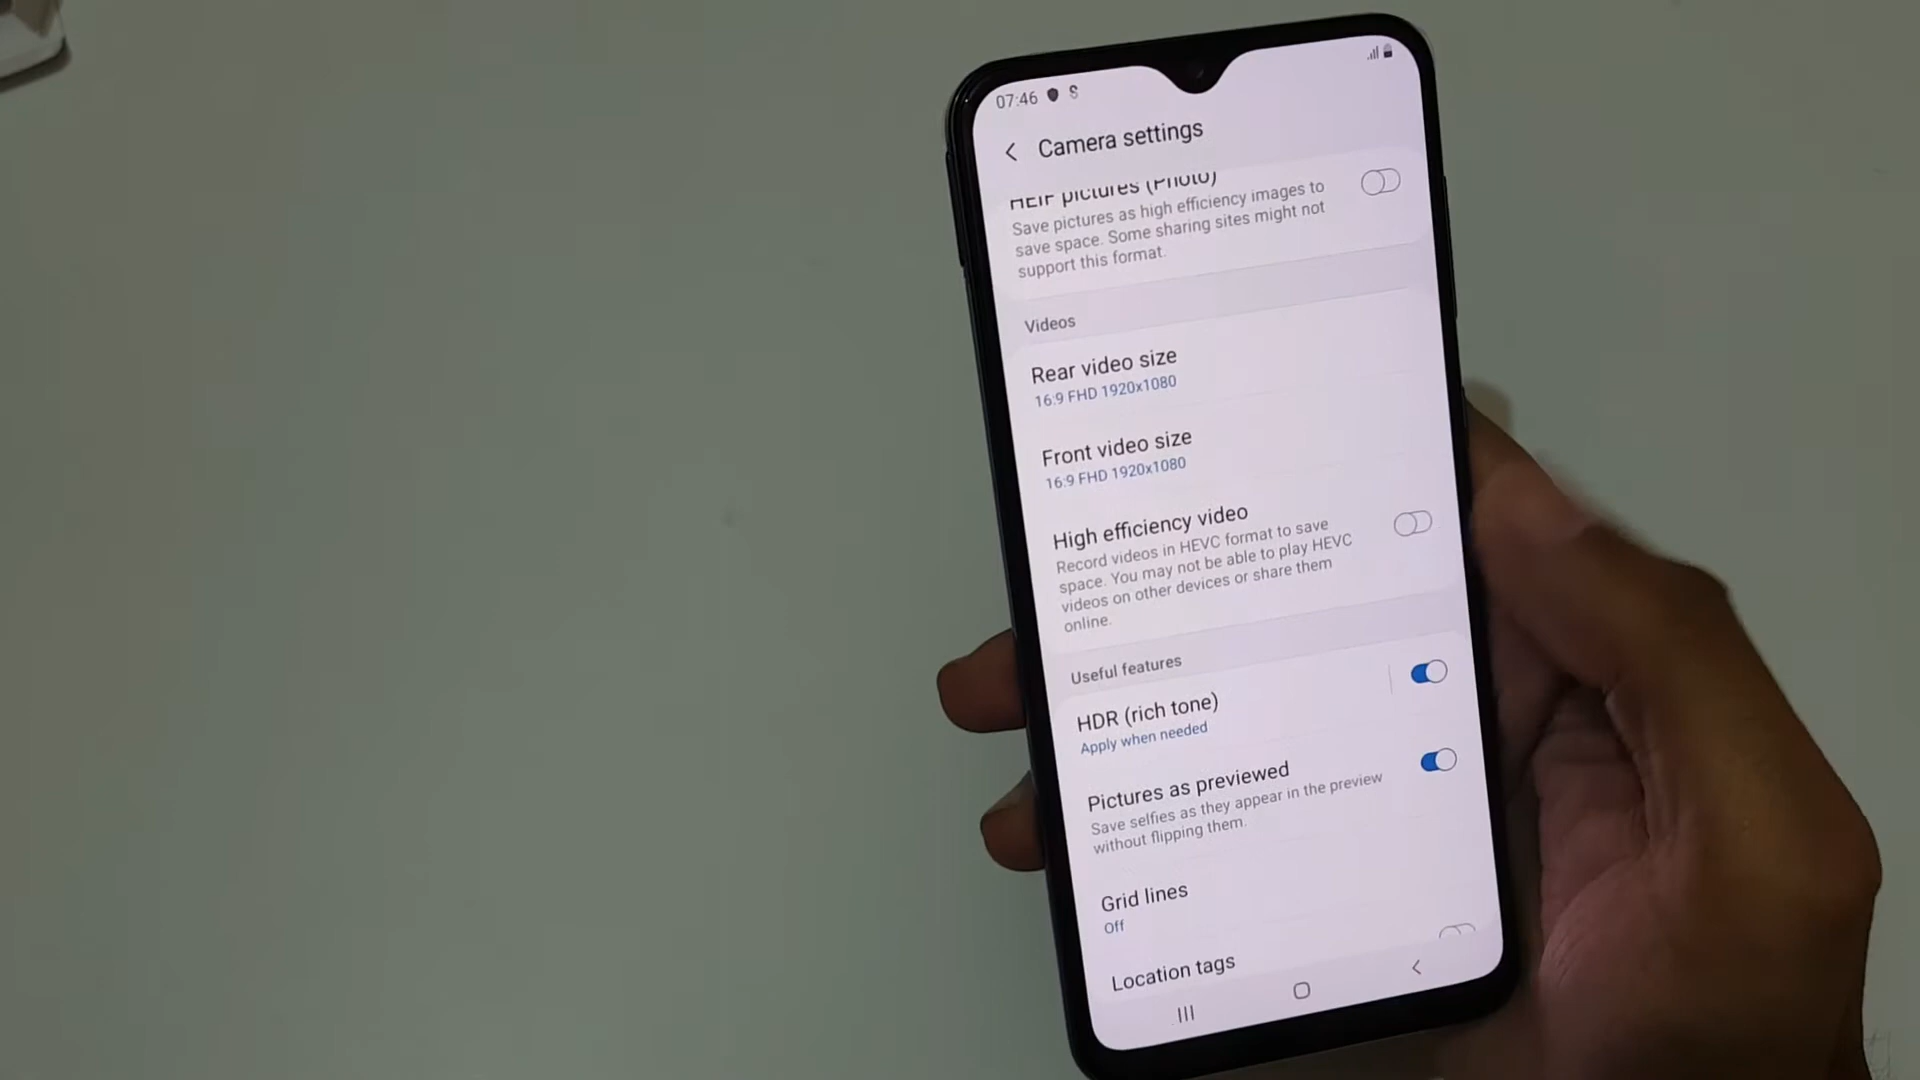 07:46
Camera settings
HEIF pictures (Photo)
Save pictures as high efficiency images to
save space. Some sharing sites might not
support this format.
Videos
Rear video size
16:9 FHD 1920x1080
Front video size
16:9 FHD 1920x1080
High efficiency video
Record videos in HEVC format to save
space. You may not be able to play HEVC
videos on other devices or share them
online.
Useful features
HDR (rich tone)
Apply when needed
Pictures as previewed
Save selfies as they appear in the preview
without flipping them.
Grid lines
Off
Location tags